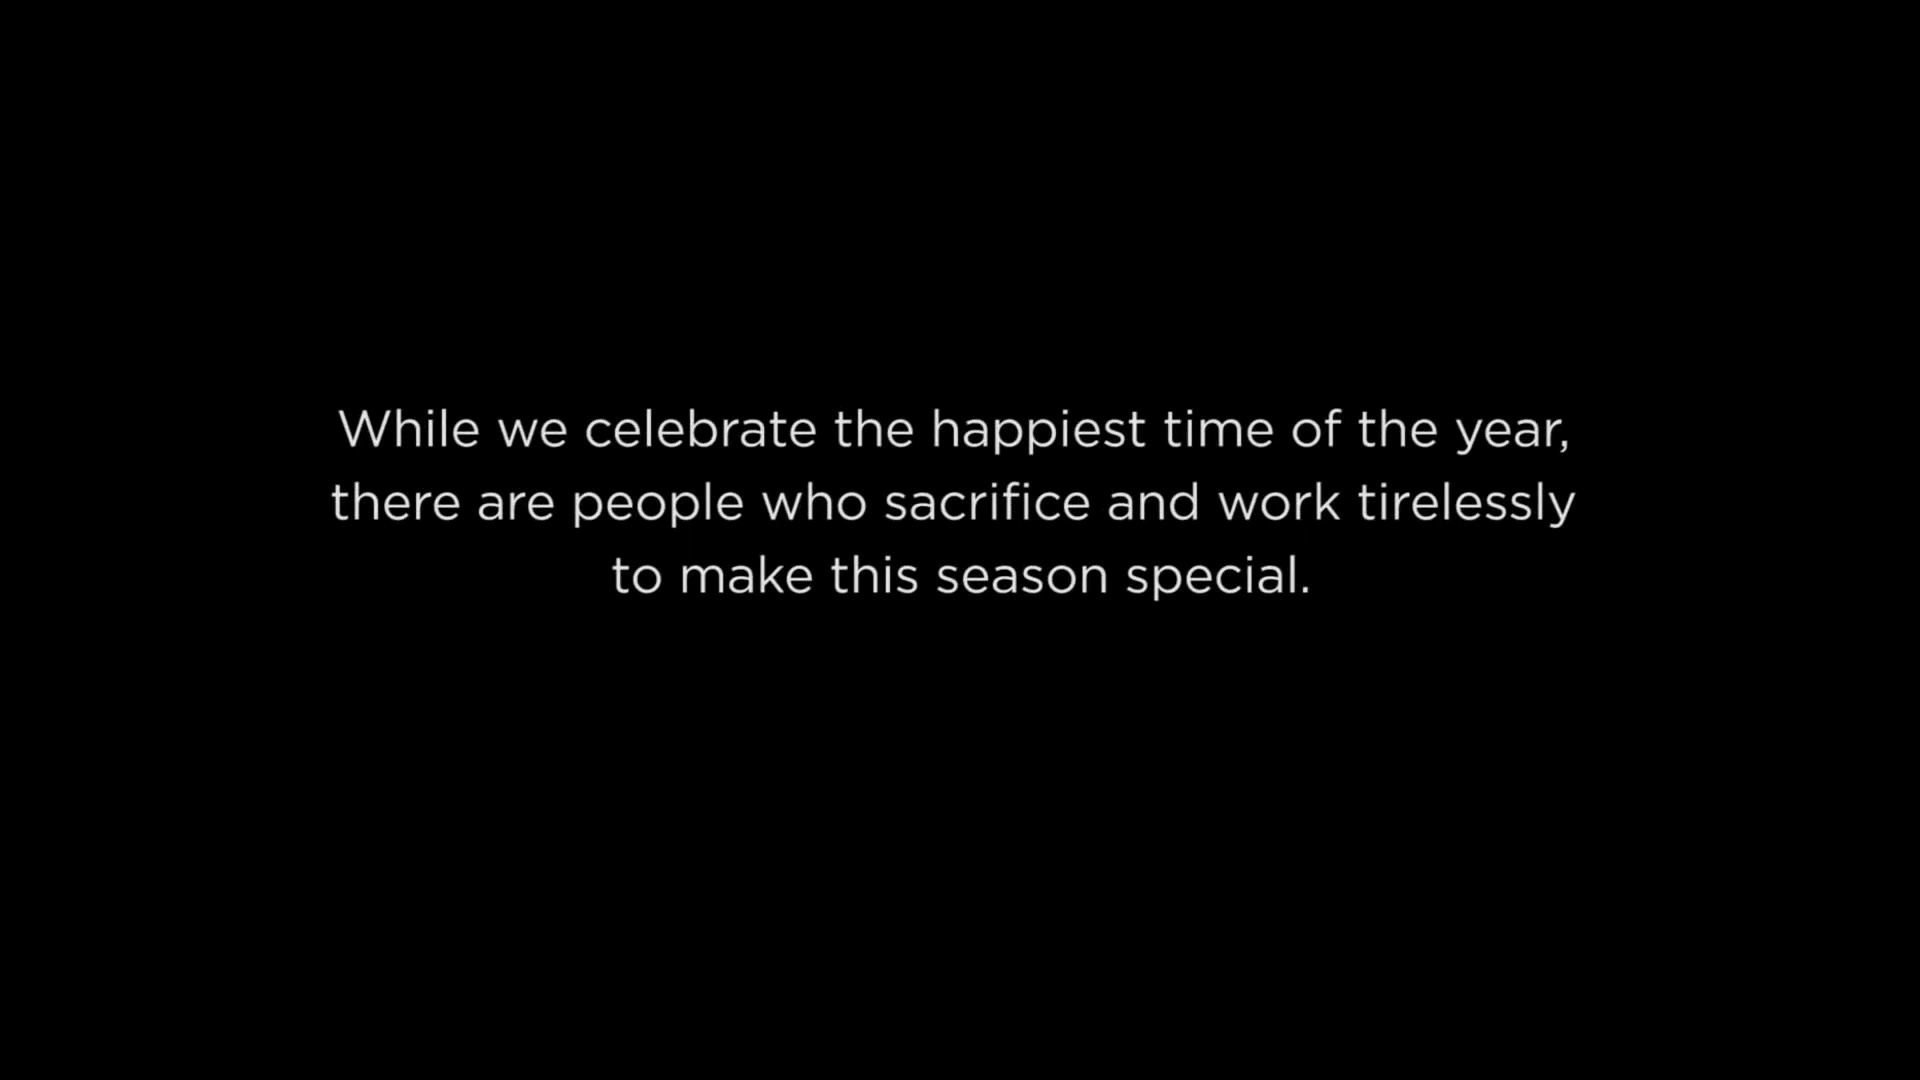 While we celebrate the happiest time of the year,
there are people who sacrifice and work tirelessly
to make this season special.